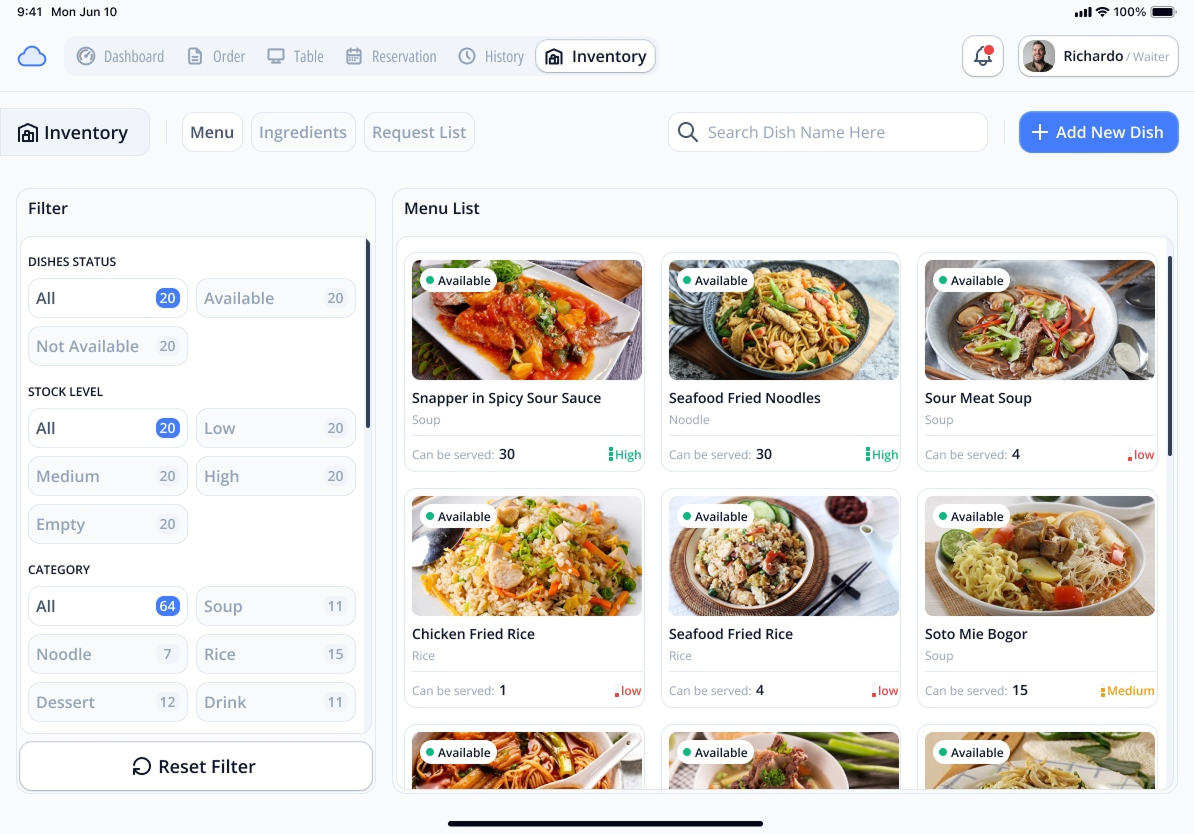 9:41 Mon Jun 10
100%
Dashboard Order Table Reservation History Inventory
Richardo / Waiter
Inventory
Menu Ingredients Request List
Search Dish Name Here
Add New Dish
Filter
DISHES STATUS
All 20 Available 20
Not Available 20
STOCK LEVEL
All 20 Low 20
Medium 20 High 20
Empty 20
CATEGORY
All 64 Soup 11
Noodle 7 Rice 15
Dessert 12 Drink 11
Reset Filter
Menu List
Available Available Available
Snapper in Spicy Sour Sauce Seafood Fried Noodles Sour Meat Soup
Soup Noodle Soup
Can be served: 30 High Can be served: 30 High Can be served: 4 low
Available Available Available
Chicken Fried Rice Seafood Fried Rice Soto Mie Bogor
Rice Rice Soup
Can be served: 1 low Can be served: 4 low Can be served: 15 Medium
Available Available Available